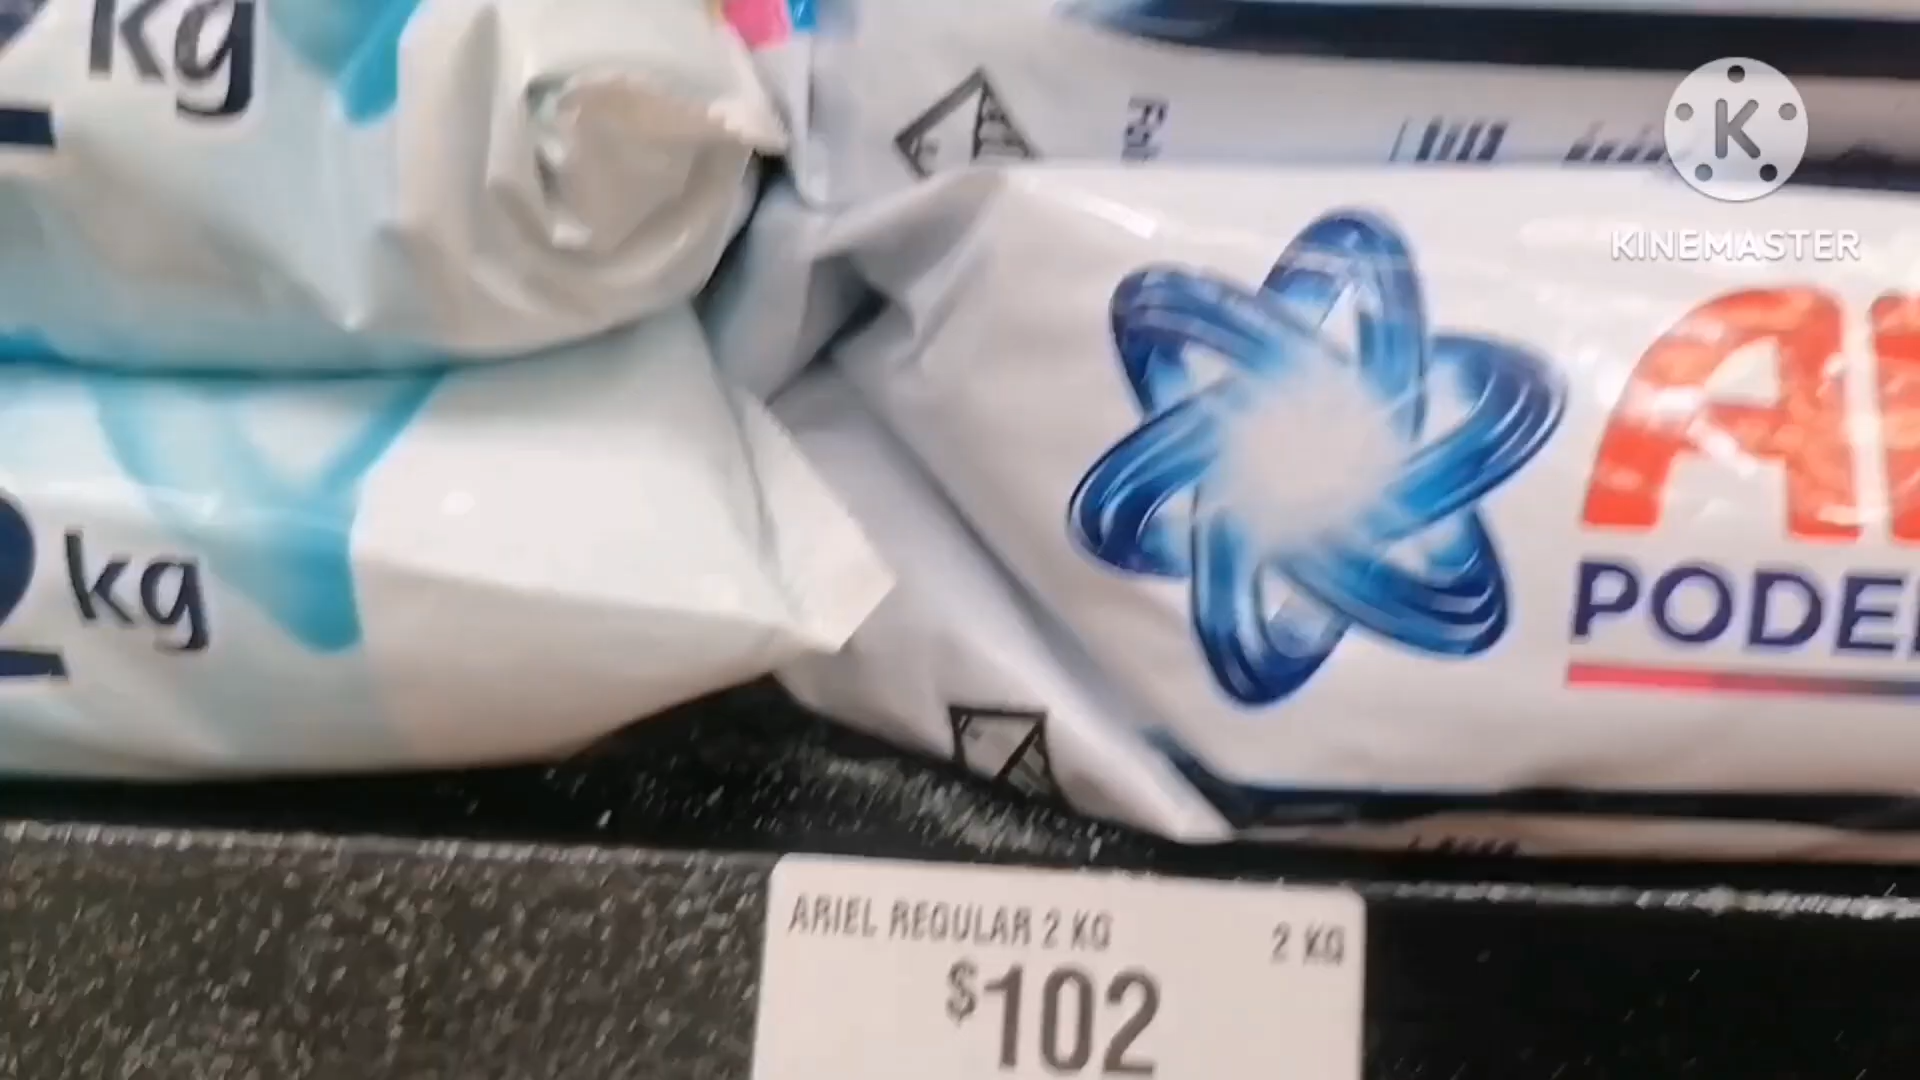 kg
KINEMASTER
PODE
2 kg
ARIEL REGULAR 2 KG 2 KG
$102